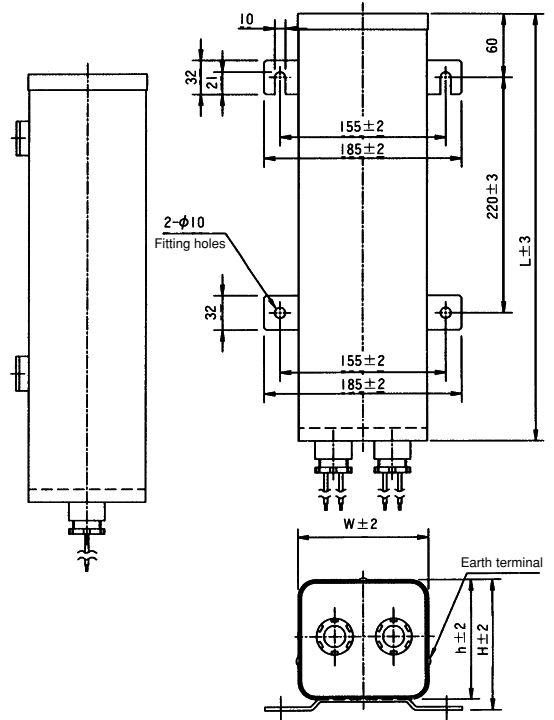 10
60
32
21
155±2
185±2
220±3
L±3
2-φ10
Fitting holes
32
155±2
185±2
W±2
Earth terminal
h±2
H±2